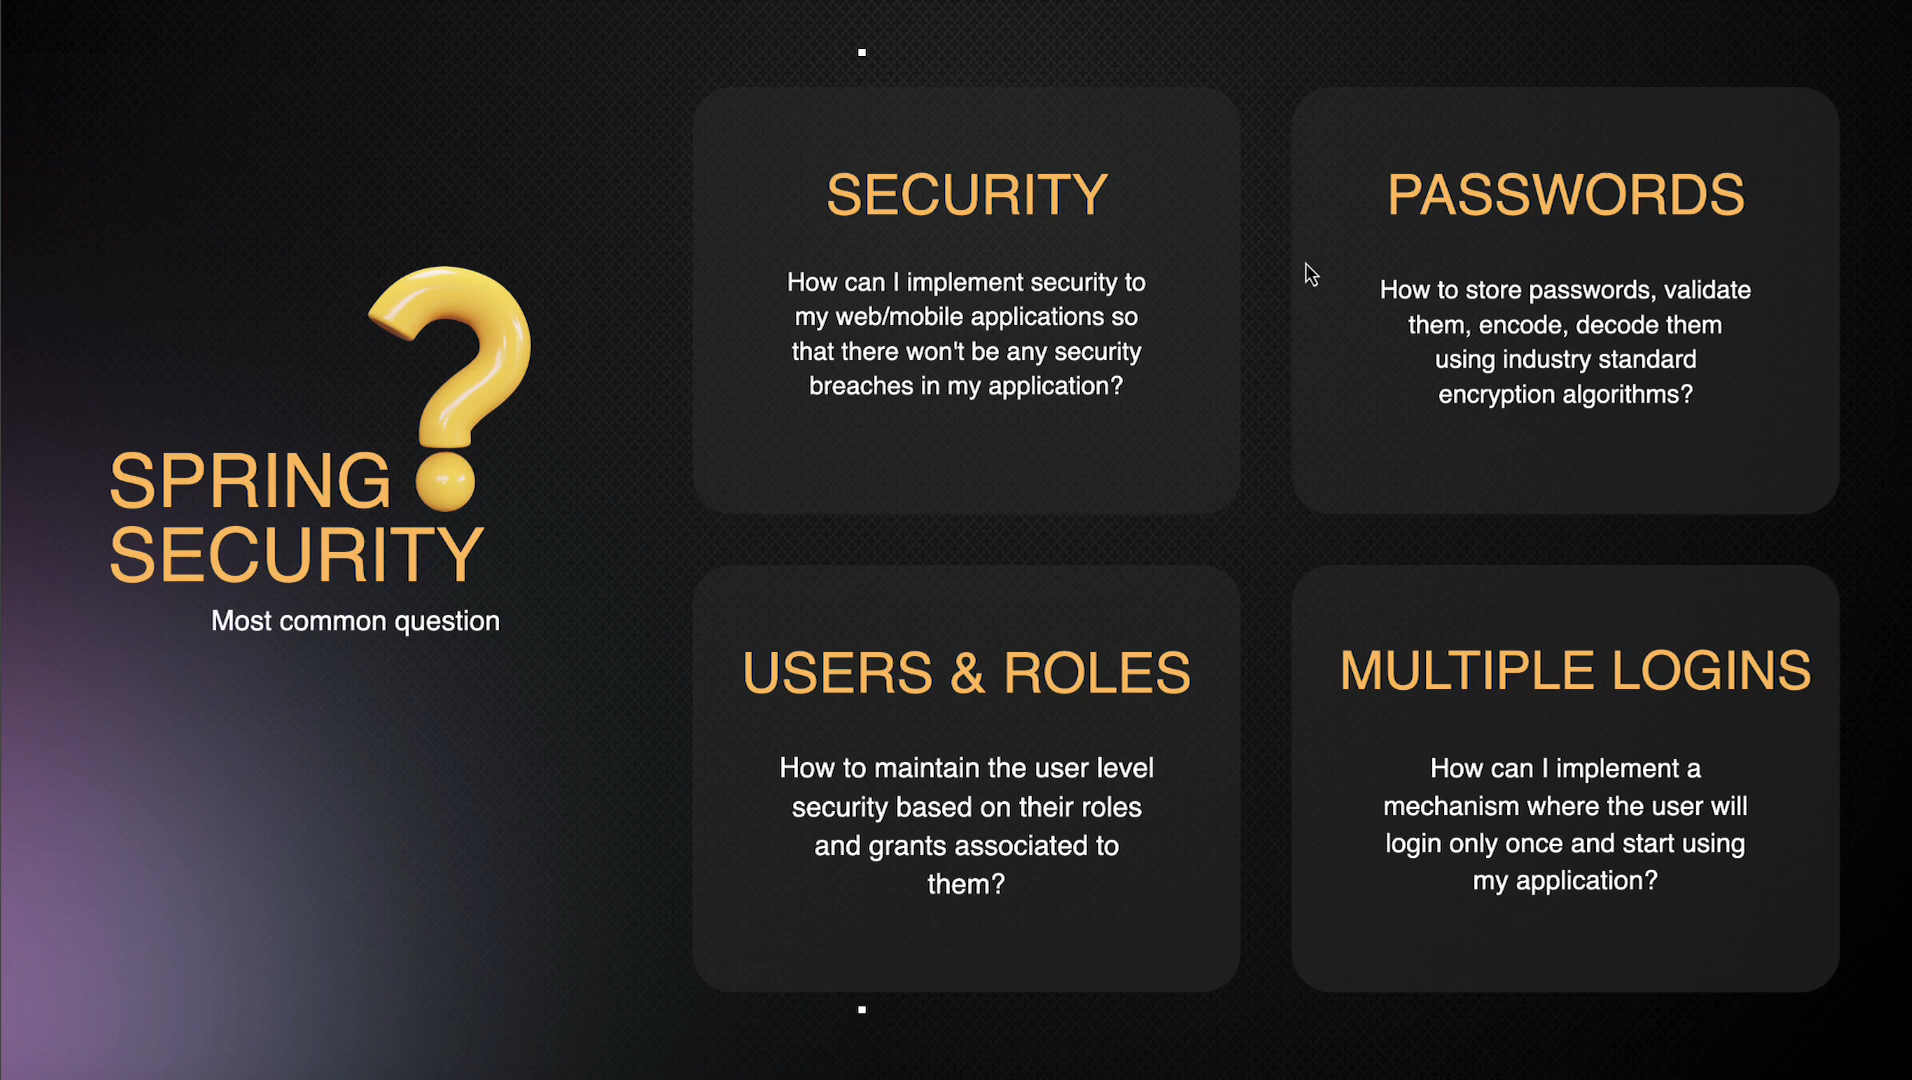 SPRING
SECURITY
Most common question
SECURITY
How can I implement security to
my web/mobile applications so
that there won't be any security
breaches in my application?
PASSWORDS
How to store passwords, validate
them, encode, decode them
using industry standard
encryption algorithms?
USERS & ROLES
How to maintain the user level
security based on their roles
and grants associated to
them?
MULTIPLE LOGINS
How can I implement a
mechanism where the user will
login only once and start using
my application?